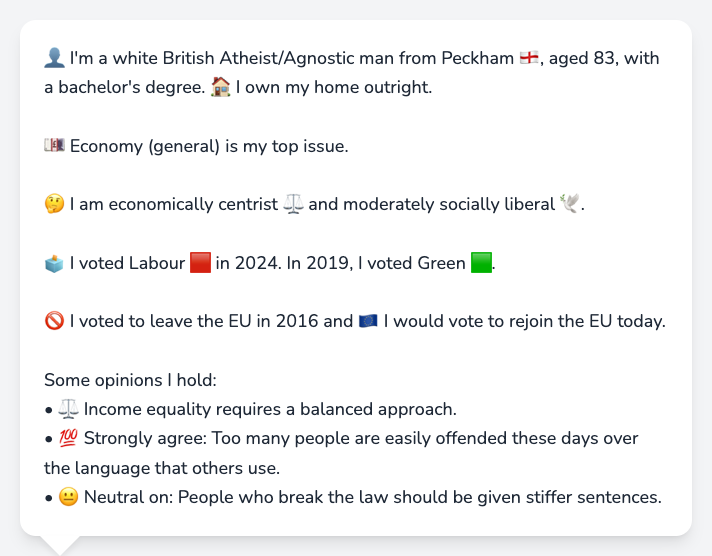 👤 I'm a white British Atheist/Agnostic man from Peckham 🏴󠁧󠁢󠁥󠁮󠁧󠁿, aged 83, with
a bachelor's degree. 🏠 I own my home outright.
💷 Economy (general) is my top issue.
🤔 I am economically centrist ⚖️ and moderately socially liberal 🕊️.
🗳️ I voted Labour 🟥 in 2024. In 2019, I voted Green 🟩.
🚫 I voted to leave the EU in 2016 and 🇪🇺 I would vote to rejoin the EU today.
Some opinions I hold:
• ⚖️ Income equality requires a balanced approach.
• 💯 Strongly agree: Too many people are easily offended these days over
the language that others use.
• 😐 Neutral on: People who break the law should be given stiffer sentences.